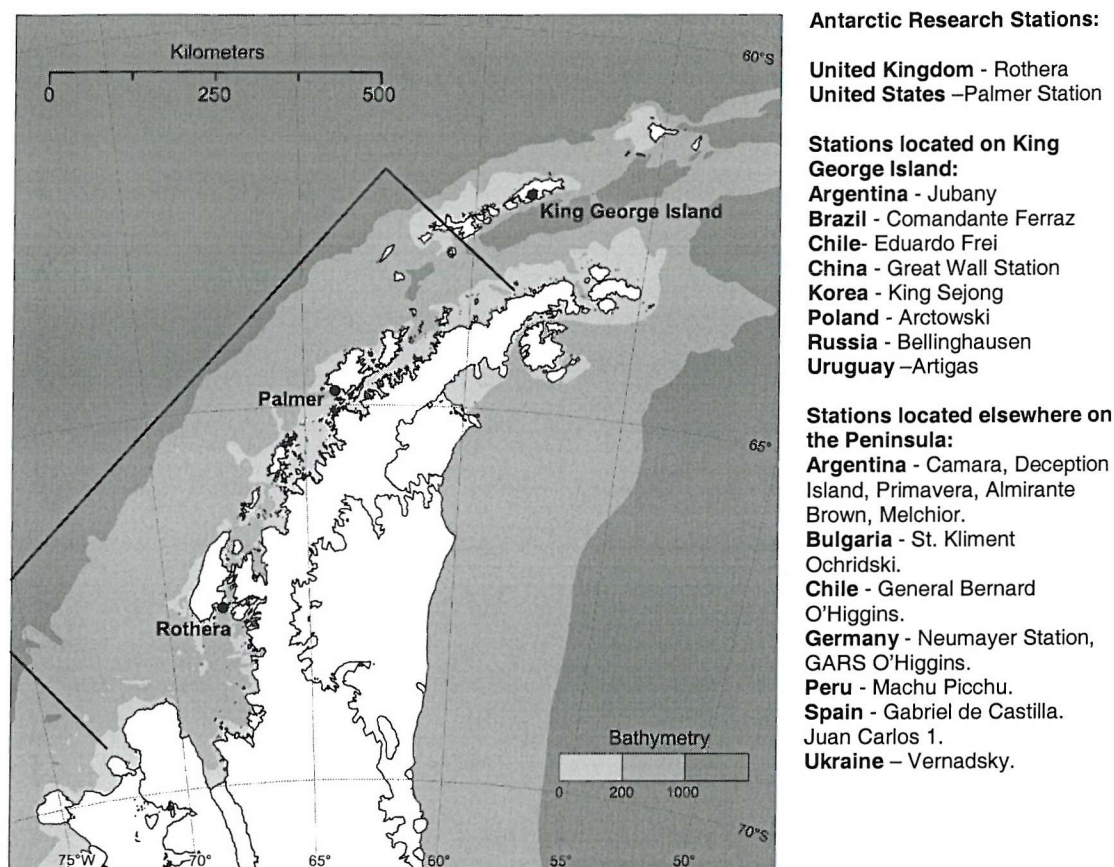 Kilometers
0 250 500
60°S
King George Island
Palmer
65°
Rothera
Bathymetry
0 200 1000
70°S
75°W 70° 65° 60° 55° 50°
Antarctic Research Stations:
United Kingdom - Rothera
United States –Palmer Station
Stations located on King
George Island:
Argentina - Jubany
Brazil - Comandante Ferraz
Chile- Eduardo Frei
China - Great Wall Station
Korea - King Sejong
Poland - Arctowski
Russia - Bellinghausen
Uruguay –Artigas
Stations located elsewhere on
the Peninsula:
Argentina - Camara, Deception
Island, Primavera, Almirante
Brown, Melchior.
Bulgaria - St. Kliment
Ochridski.
Chile - General Bernard
O'Higgins.
Germany - Neumayer Station,
GARS O'Higgins.
Peru - Machu Picchu.
Spain - Gabriel de Castilla.
Juan Carlos 1.
Ukraine – Vernadsky.